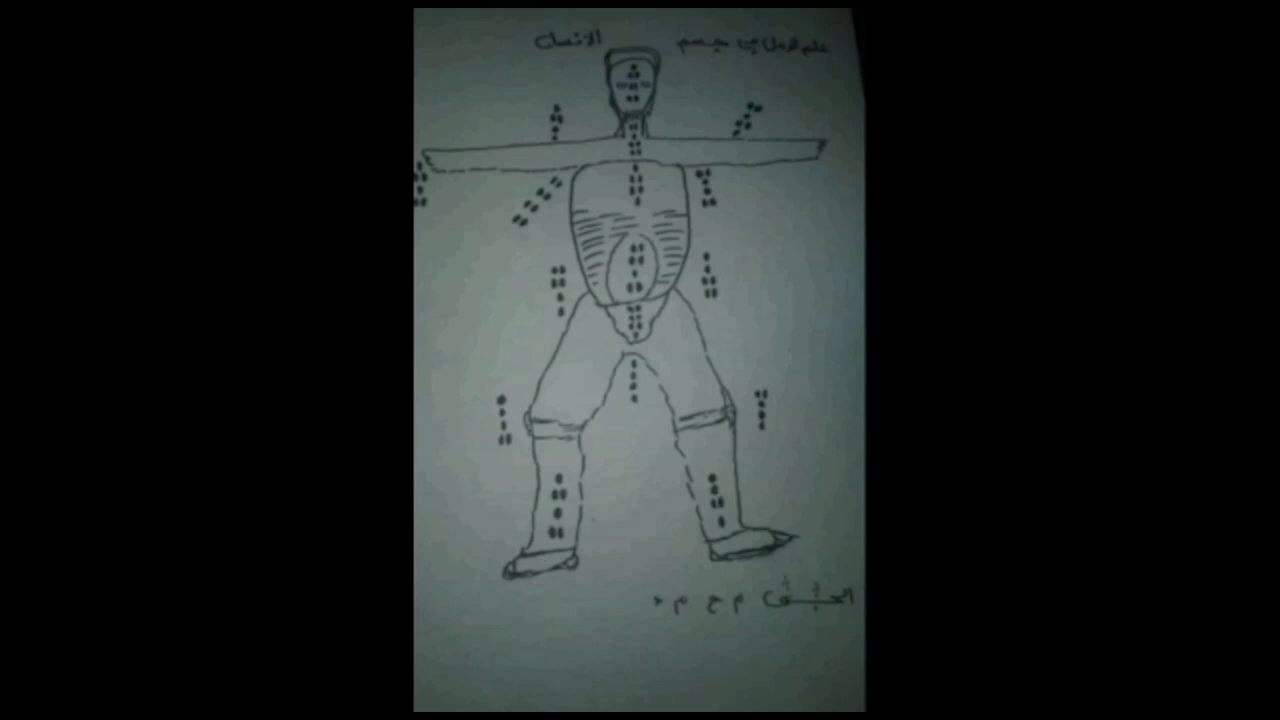 علم الرمل في جسم الانسان
م ح م د